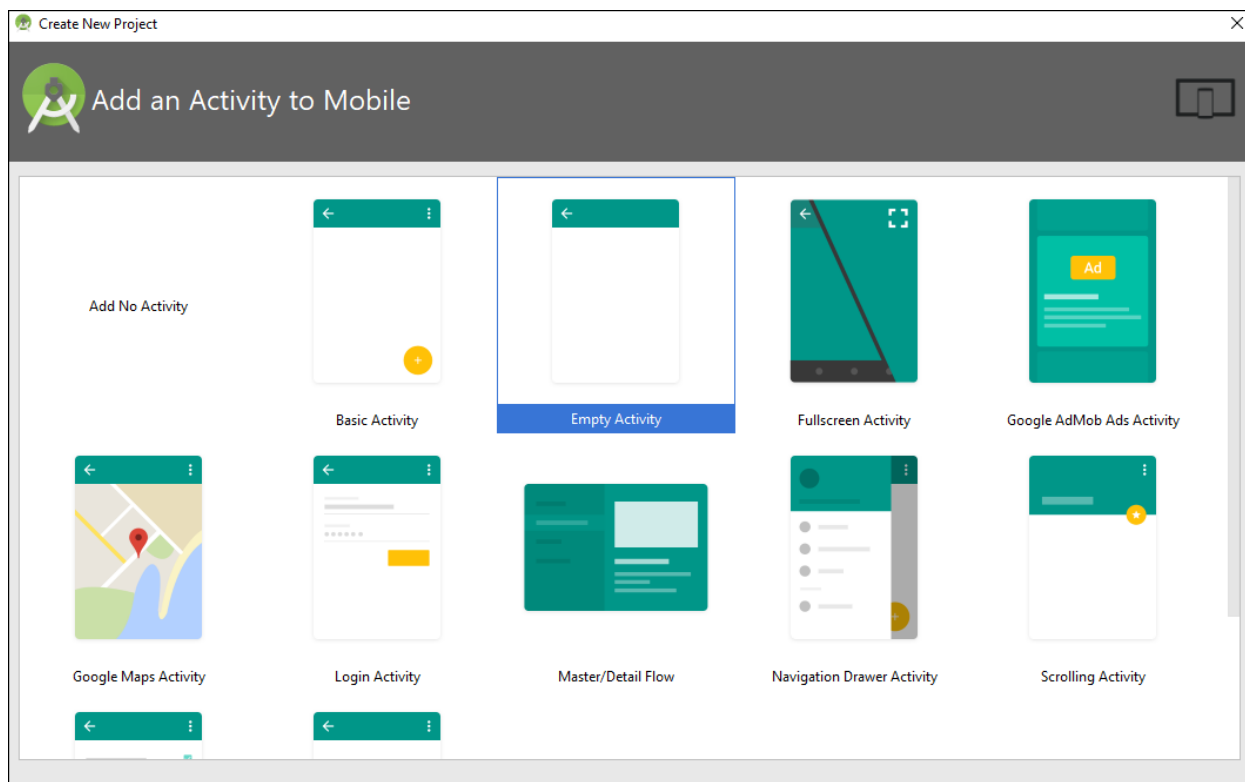 Create New Project
Add an Activity to Mobile
Add No Activity
Basic Activity
Empty Activity
Fullscreen Activity
Ad
Google AdMob Ads Activity
Google Maps Activity
Login Activity
Master/Detail Flow
Navigation Drawer Activity
Scrolling Activity